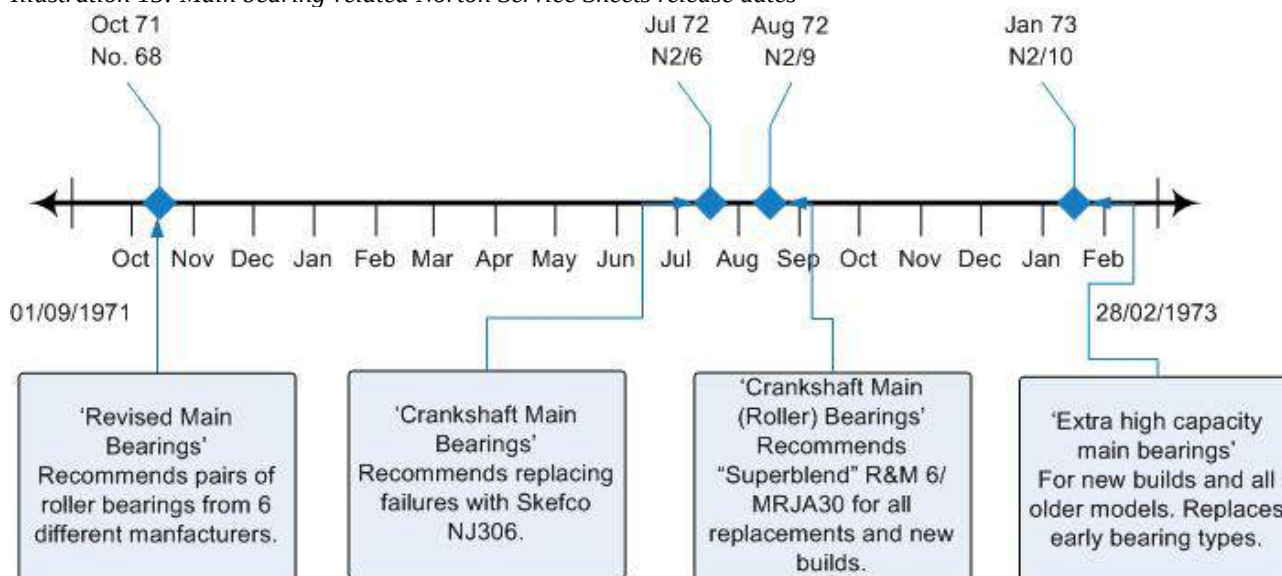 Illustration 15: Main bearing-related Norton Service Sheets release dates
Oct 71
No. 68
Jul 72
N2/6
Aug 72
N2/9
Jan 73
N2/10
Oct Nov Dec Jan Feb Mar Apr May Jun Jul Aug Sep Oct Nov Dec Jan Feb
01/09/1971
28/02/1973
‘Revised Main
Bearings’
Recommends pairs of
roller bearings from 6
different manfacturers.
‘Crankshaft Main
Bearings’
Recommends replacing
failures with Skefco
NJ306.
‘Crankshaft Main
(Roller) Bearings’
Recommends
“Superblend” R&M 6/
MRJA30 for all
replacements and new
builds.
‘Extra high capacity
main bearings’
For new builds and all
older models. Replaces
early bearing types.